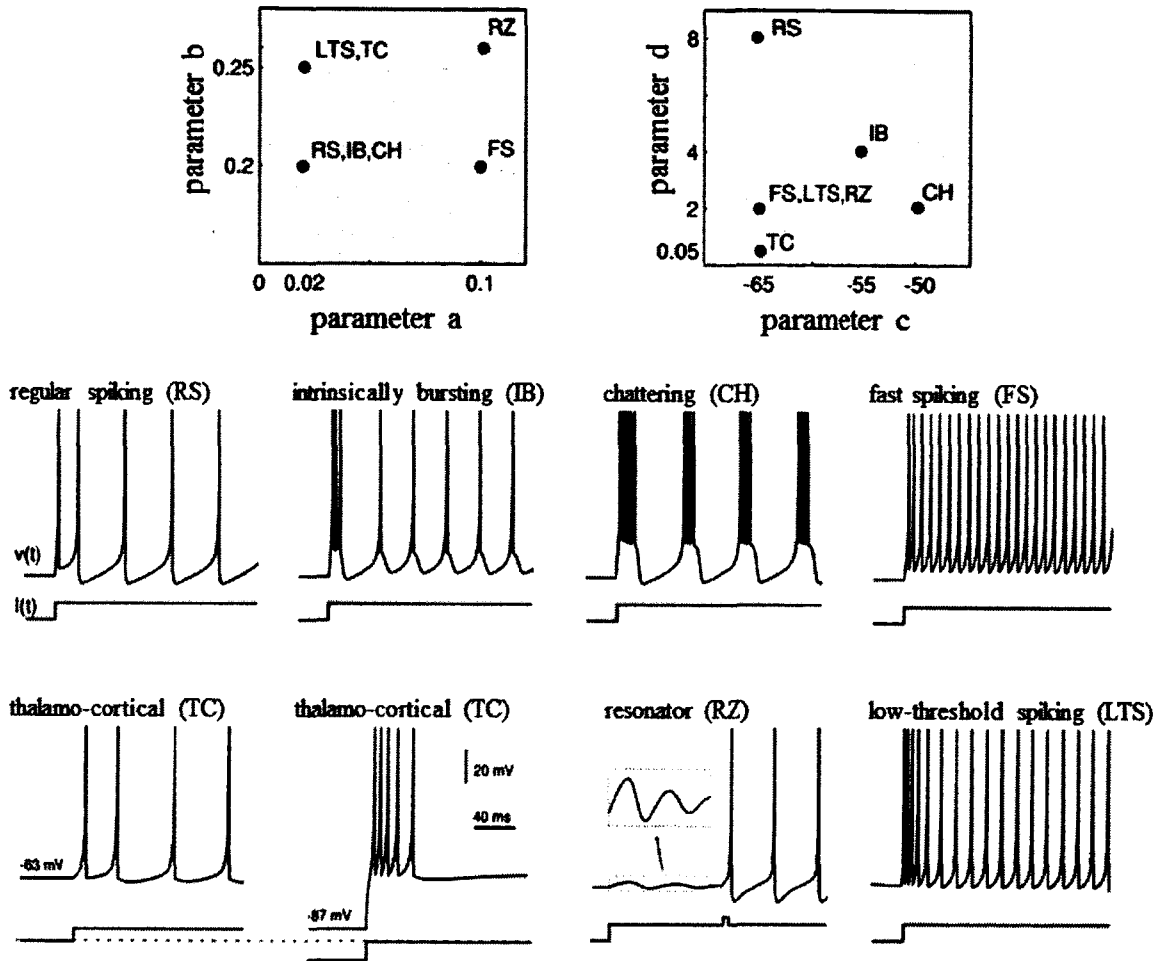 parameter b
0.25
0.2
LTS,TC
RZ
RS,IB,CH
FS
0
0.02
0.1
parameter a
parameter d
8
4
2
0.05
RS
IB
FS,LTS,RZ
CH
TC
-65
-55
-50
parameter c
regular spiking (RS)
intrinsically bursting (IB)
chattering (CH)
fast spiking (FS)
v(t)
I(t)
thalamo-cortical (TC)
thalamo-cortical (TC)
resonator (RZ)
low-threshold spiking (LTS)
20 mV
40 ms
-63 mV
-87 mV